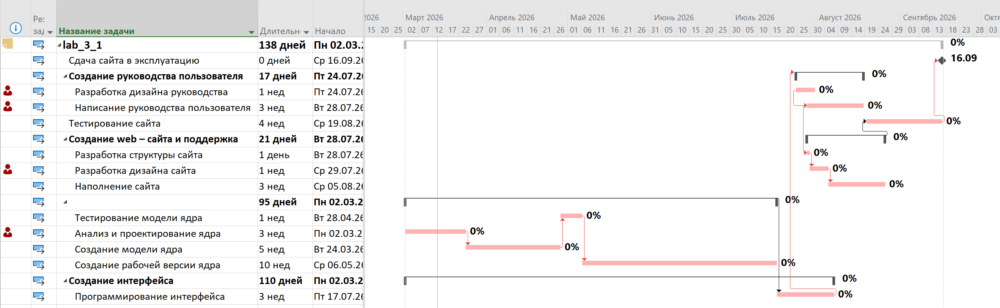 2026 Март 2026 Апрель 2026 Май 2026 Июнь 2026 Июль 2026 Август 2026 Сентябрь 2026 Октя
Реж зад Название задачи Длительн Начало 15 20 25 02 07 12 17 22 27 01 06 11 16 21 26 01 06 11 16 21 26 31 05 10 15 20 25 30 05 10 15 20 25 30 04 09 14 19 24 29 03 08 13 18 23 28 03
lab_3_1 138 дней Пн 02.03.2 0%
Сдача сайта в эксплуатацию 0 дней Ср 16.09.26 16.09
Создание руководства пользователя 17 дней Пт 24.07.26 0%
Разработка дизайна руководства 1 нед Пт 24.07.26 0%
Написание руководства пользователя 3 нед Вт 28.07.26 0%
Тестирование сайта 4 нед Ср 19.08.26 0%
Создание web – сайта и поддержка 21 дней Вт 28.07.26 0%
Разработка структуры сайта 1 день Вт 28.07.26 0%
Разработка дизайна сайта 1 нед Ср 29.07.26 0%
Наполнение сайта 3 нед Ср 05.08.26 0%
95 дней Пн 02.03.2 0%
Тестирование модели ядра 1 нед Вт 28.04.26 0%
Анализ и проектирование ядра 3 нед Пн 02.03.2 0%
Создание модели ядра 5 нед Вт 24.03.26 0%
Создание рабочей версии ядра 10 нед Ср 06.05.26 0%
Создание интерфейса 110 дней Пн 02.03.2 0%
Программирование интерфейса 3 нед Пт 17.07.26 0%